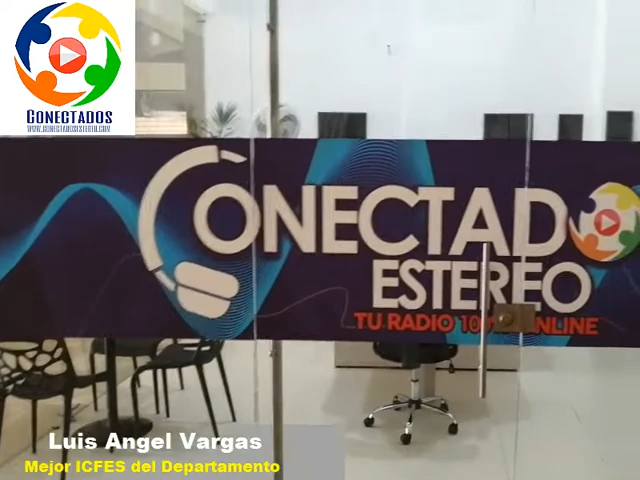 CONECTADOS
WWW.CONECTADOSESTEREO.COM
CONECTADO
ESTEREO
TU RADIO ONLINE
Luis Angel Vargas
Mejor ICFES del Departamento